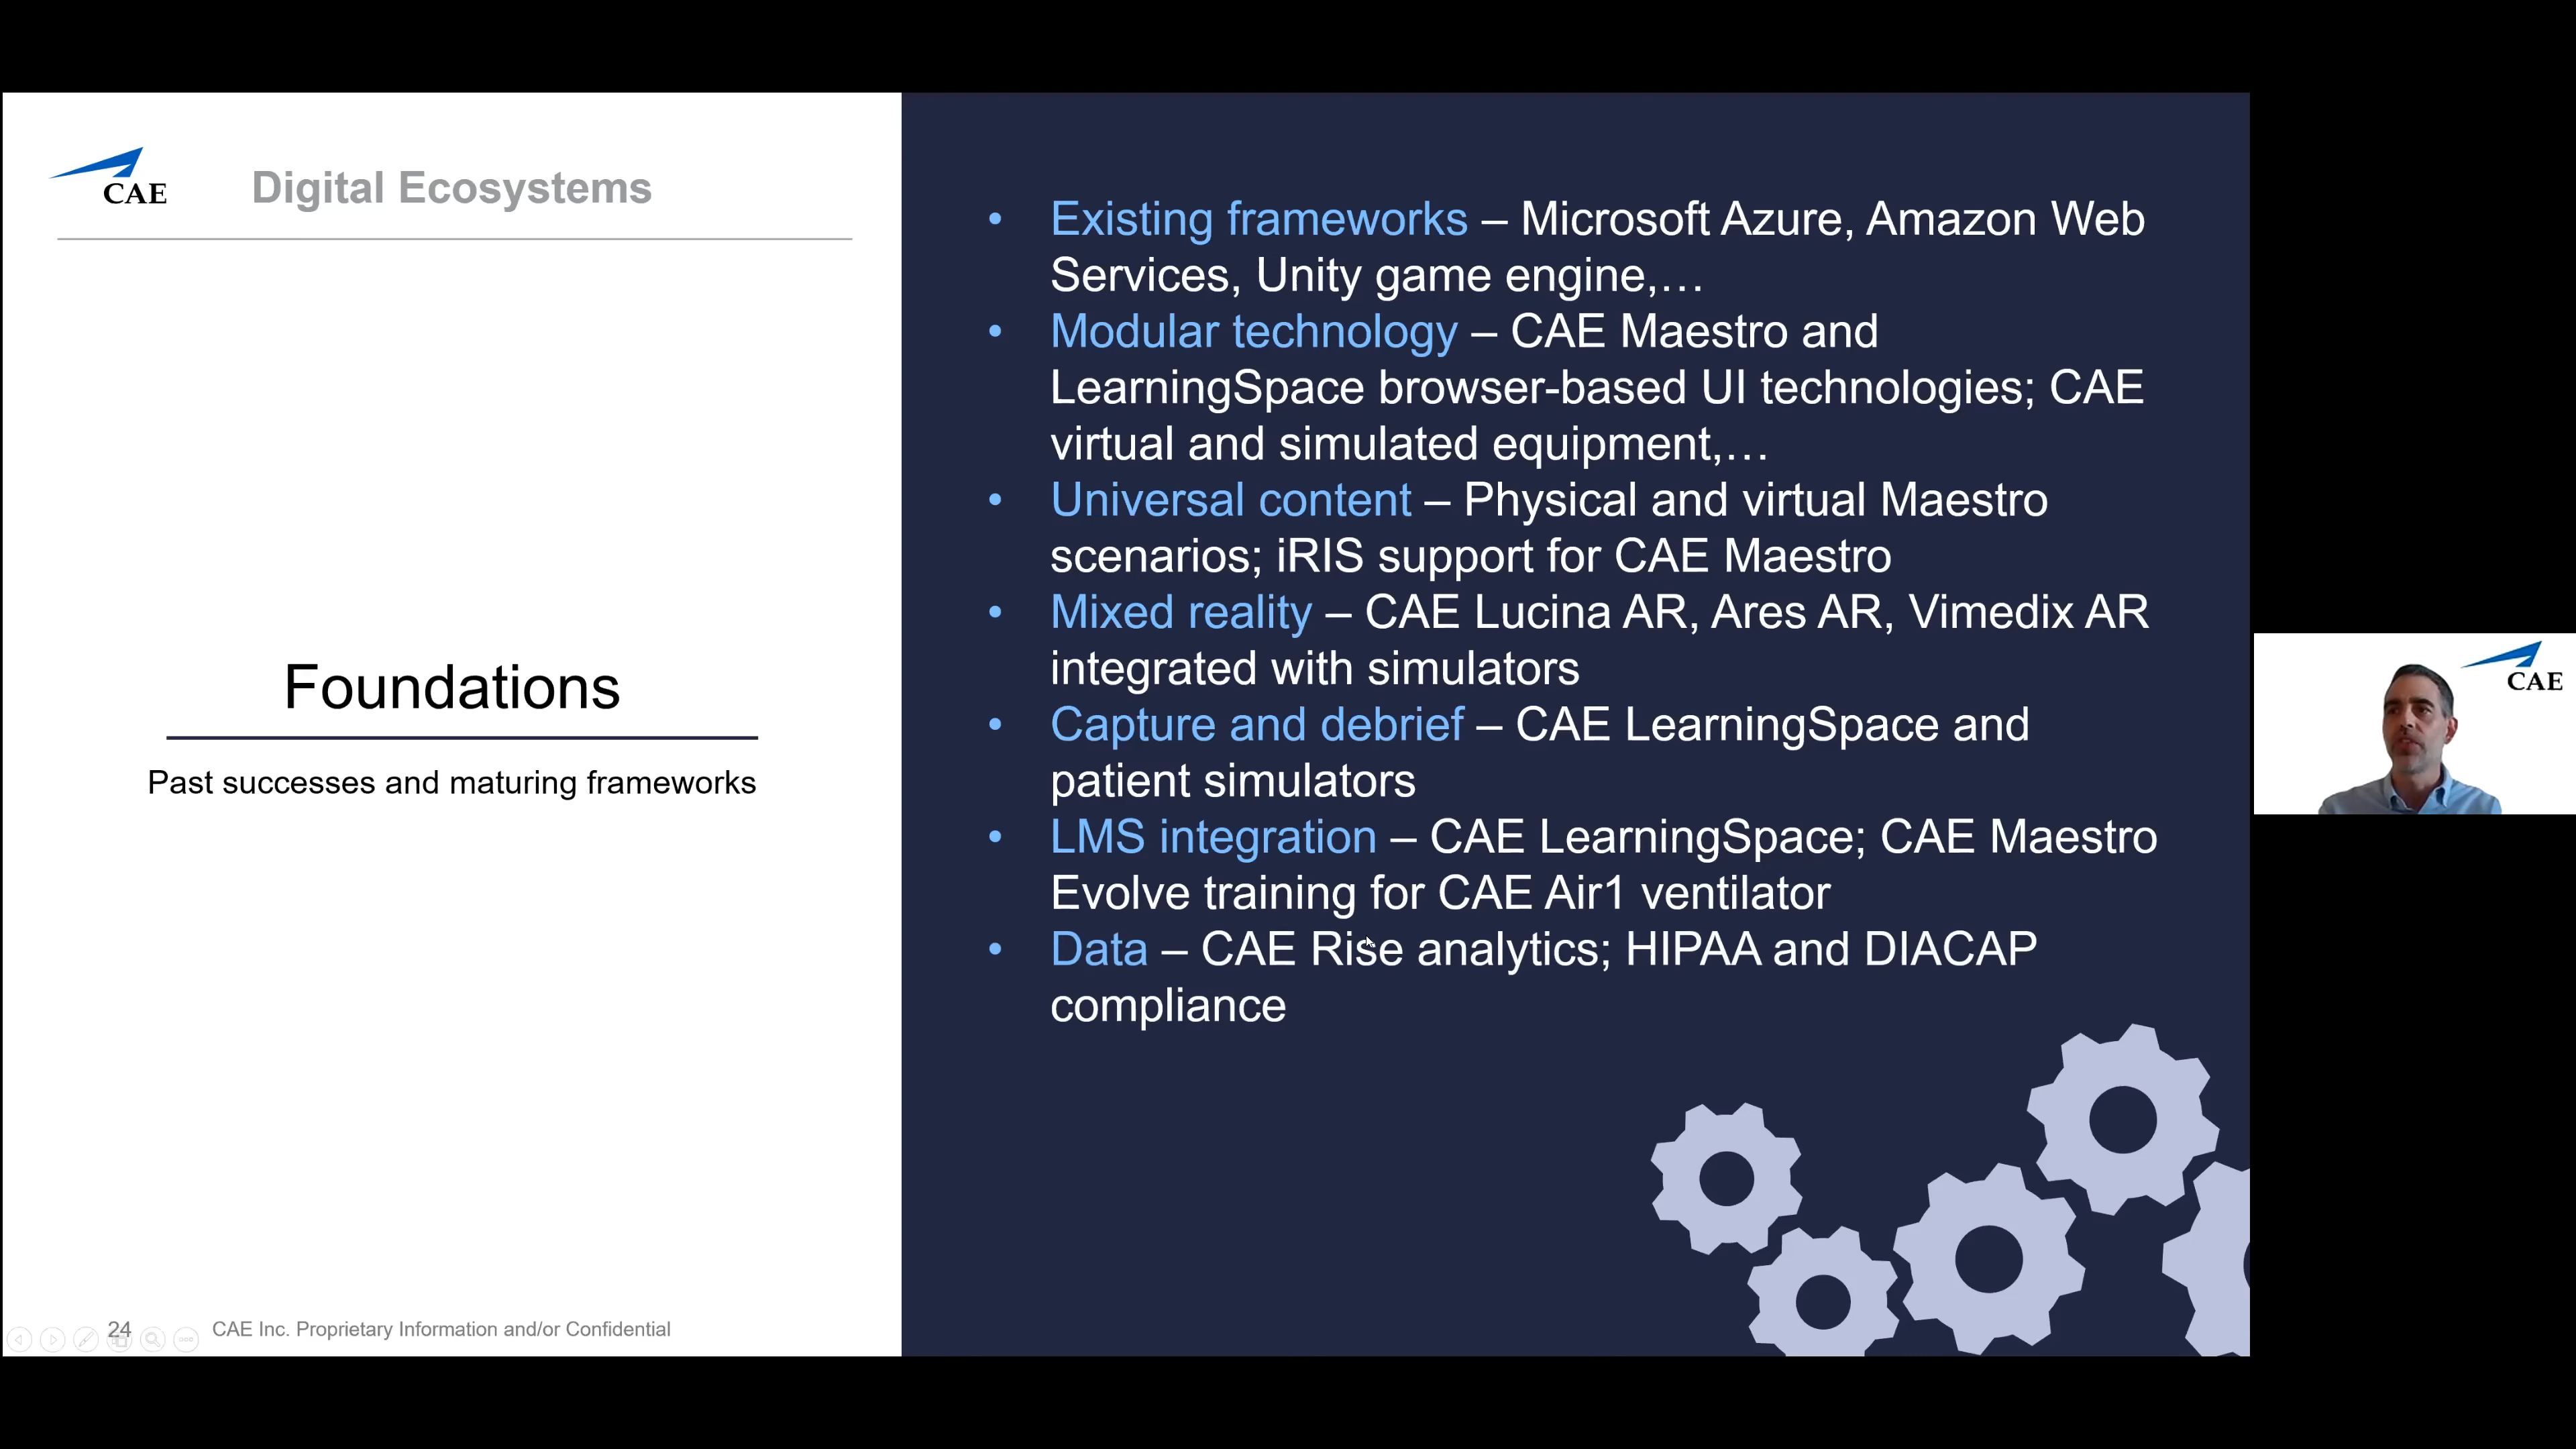 CAE
Digital Ecosystems
Foundations
Past successes and maturing frameworks
24
CAE Inc. Proprietary Information and/or Confidential
• Existing frameworks – Microsoft Azure, Amazon Web
Services, Unity game engine,…
• Modular technology – CAE Maestro and
LearningSpace browser-based UI technologies; CAE
virtual and simulated equipment,…
• Universal content – Physical and virtual Maestro
scenarios; iRIS support for CAE Maestro
• Mixed reality – CAE Lucina AR, Ares AR, Vimedix AR
integrated with simulators
• Capture and debrief – CAE LearningSpace and
patient simulators
• LMS integration – CAE LearningSpace; CAE Maestro
Evolve training for CAE Air1 ventilator
• Data – CAE Rise analytics; HIPAA and DIACAP
compliance
CAE